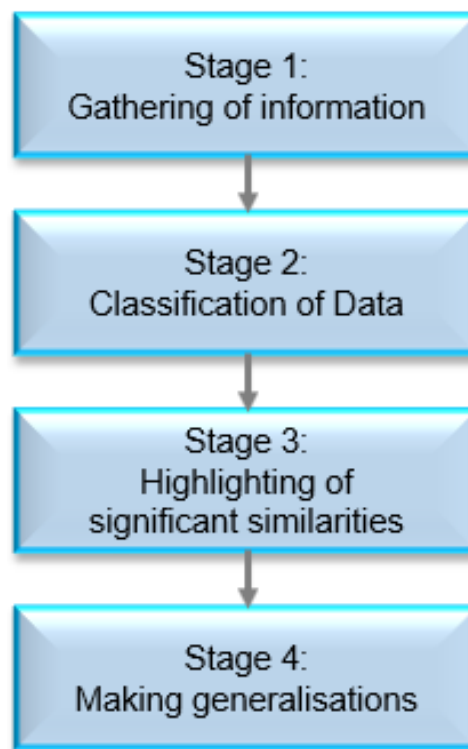 Stage 1:
Gathering of information
Stage 2:
Classification of Data
Stage 3:
Highlighting of
significant similarities
Stage 4:
Making generalisations